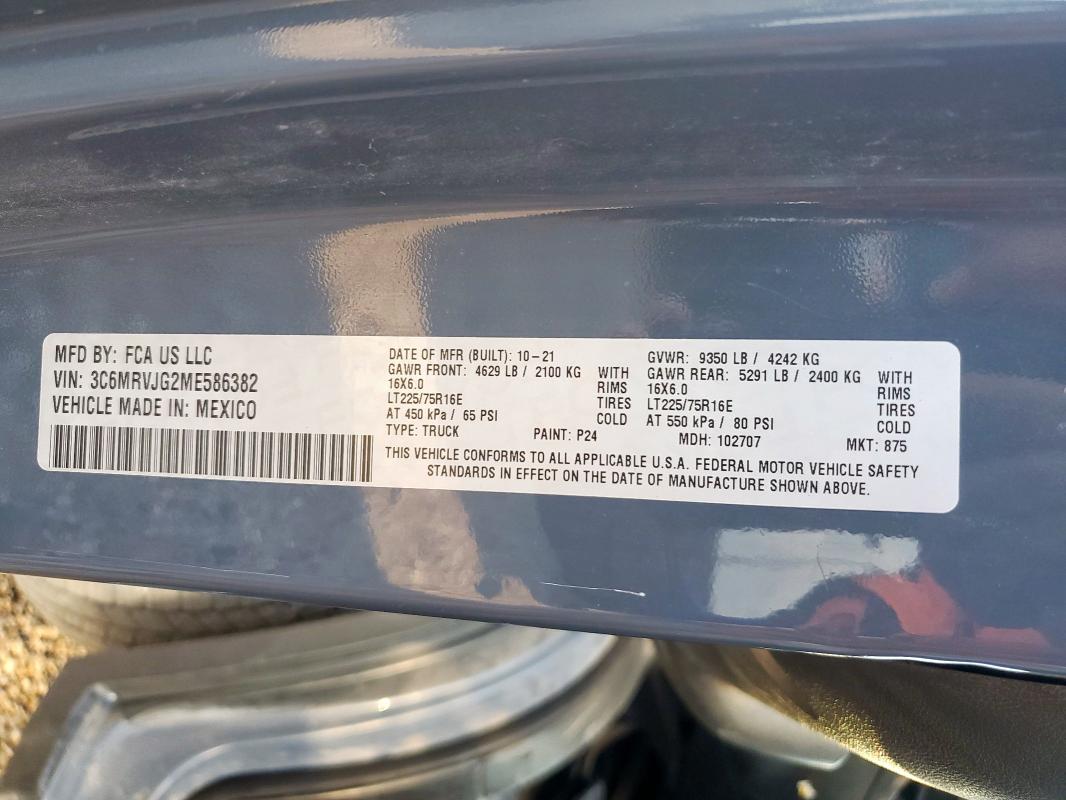 MFD BY: FCA US LLC
VIN: 3C6MRVJG2ME586382
VEHICLE MADE IN: MEXICO
DATE OF MFR (BUILT): 10-21
GAWR FRONT: 4629 LB / 2100 KG WITH
16X6.0 RIMS
LT225/75R16E TIRES
AT 450 kPa / 65 PSI COLD
TYPE: TRUCK PAINT: P24
GVWR: 9350 LB / 4242 KG
GAWR REAR: 5291 LB / 2400 KG WITH
16X6.0 RIMS
LT225/75R16E TIRES
AT 550 kPa / 80 PSI COLD
MDH: 102707 MKT: 875
THIS VEHICLE CONFORMS TO ALL APPLICABLE U.S.A. FEDERAL MOTOR VEHICLE SAFETY
STANDARDS IN EFFECT ON THE DATE OF MANUFACTURE SHOWN ABOVE.